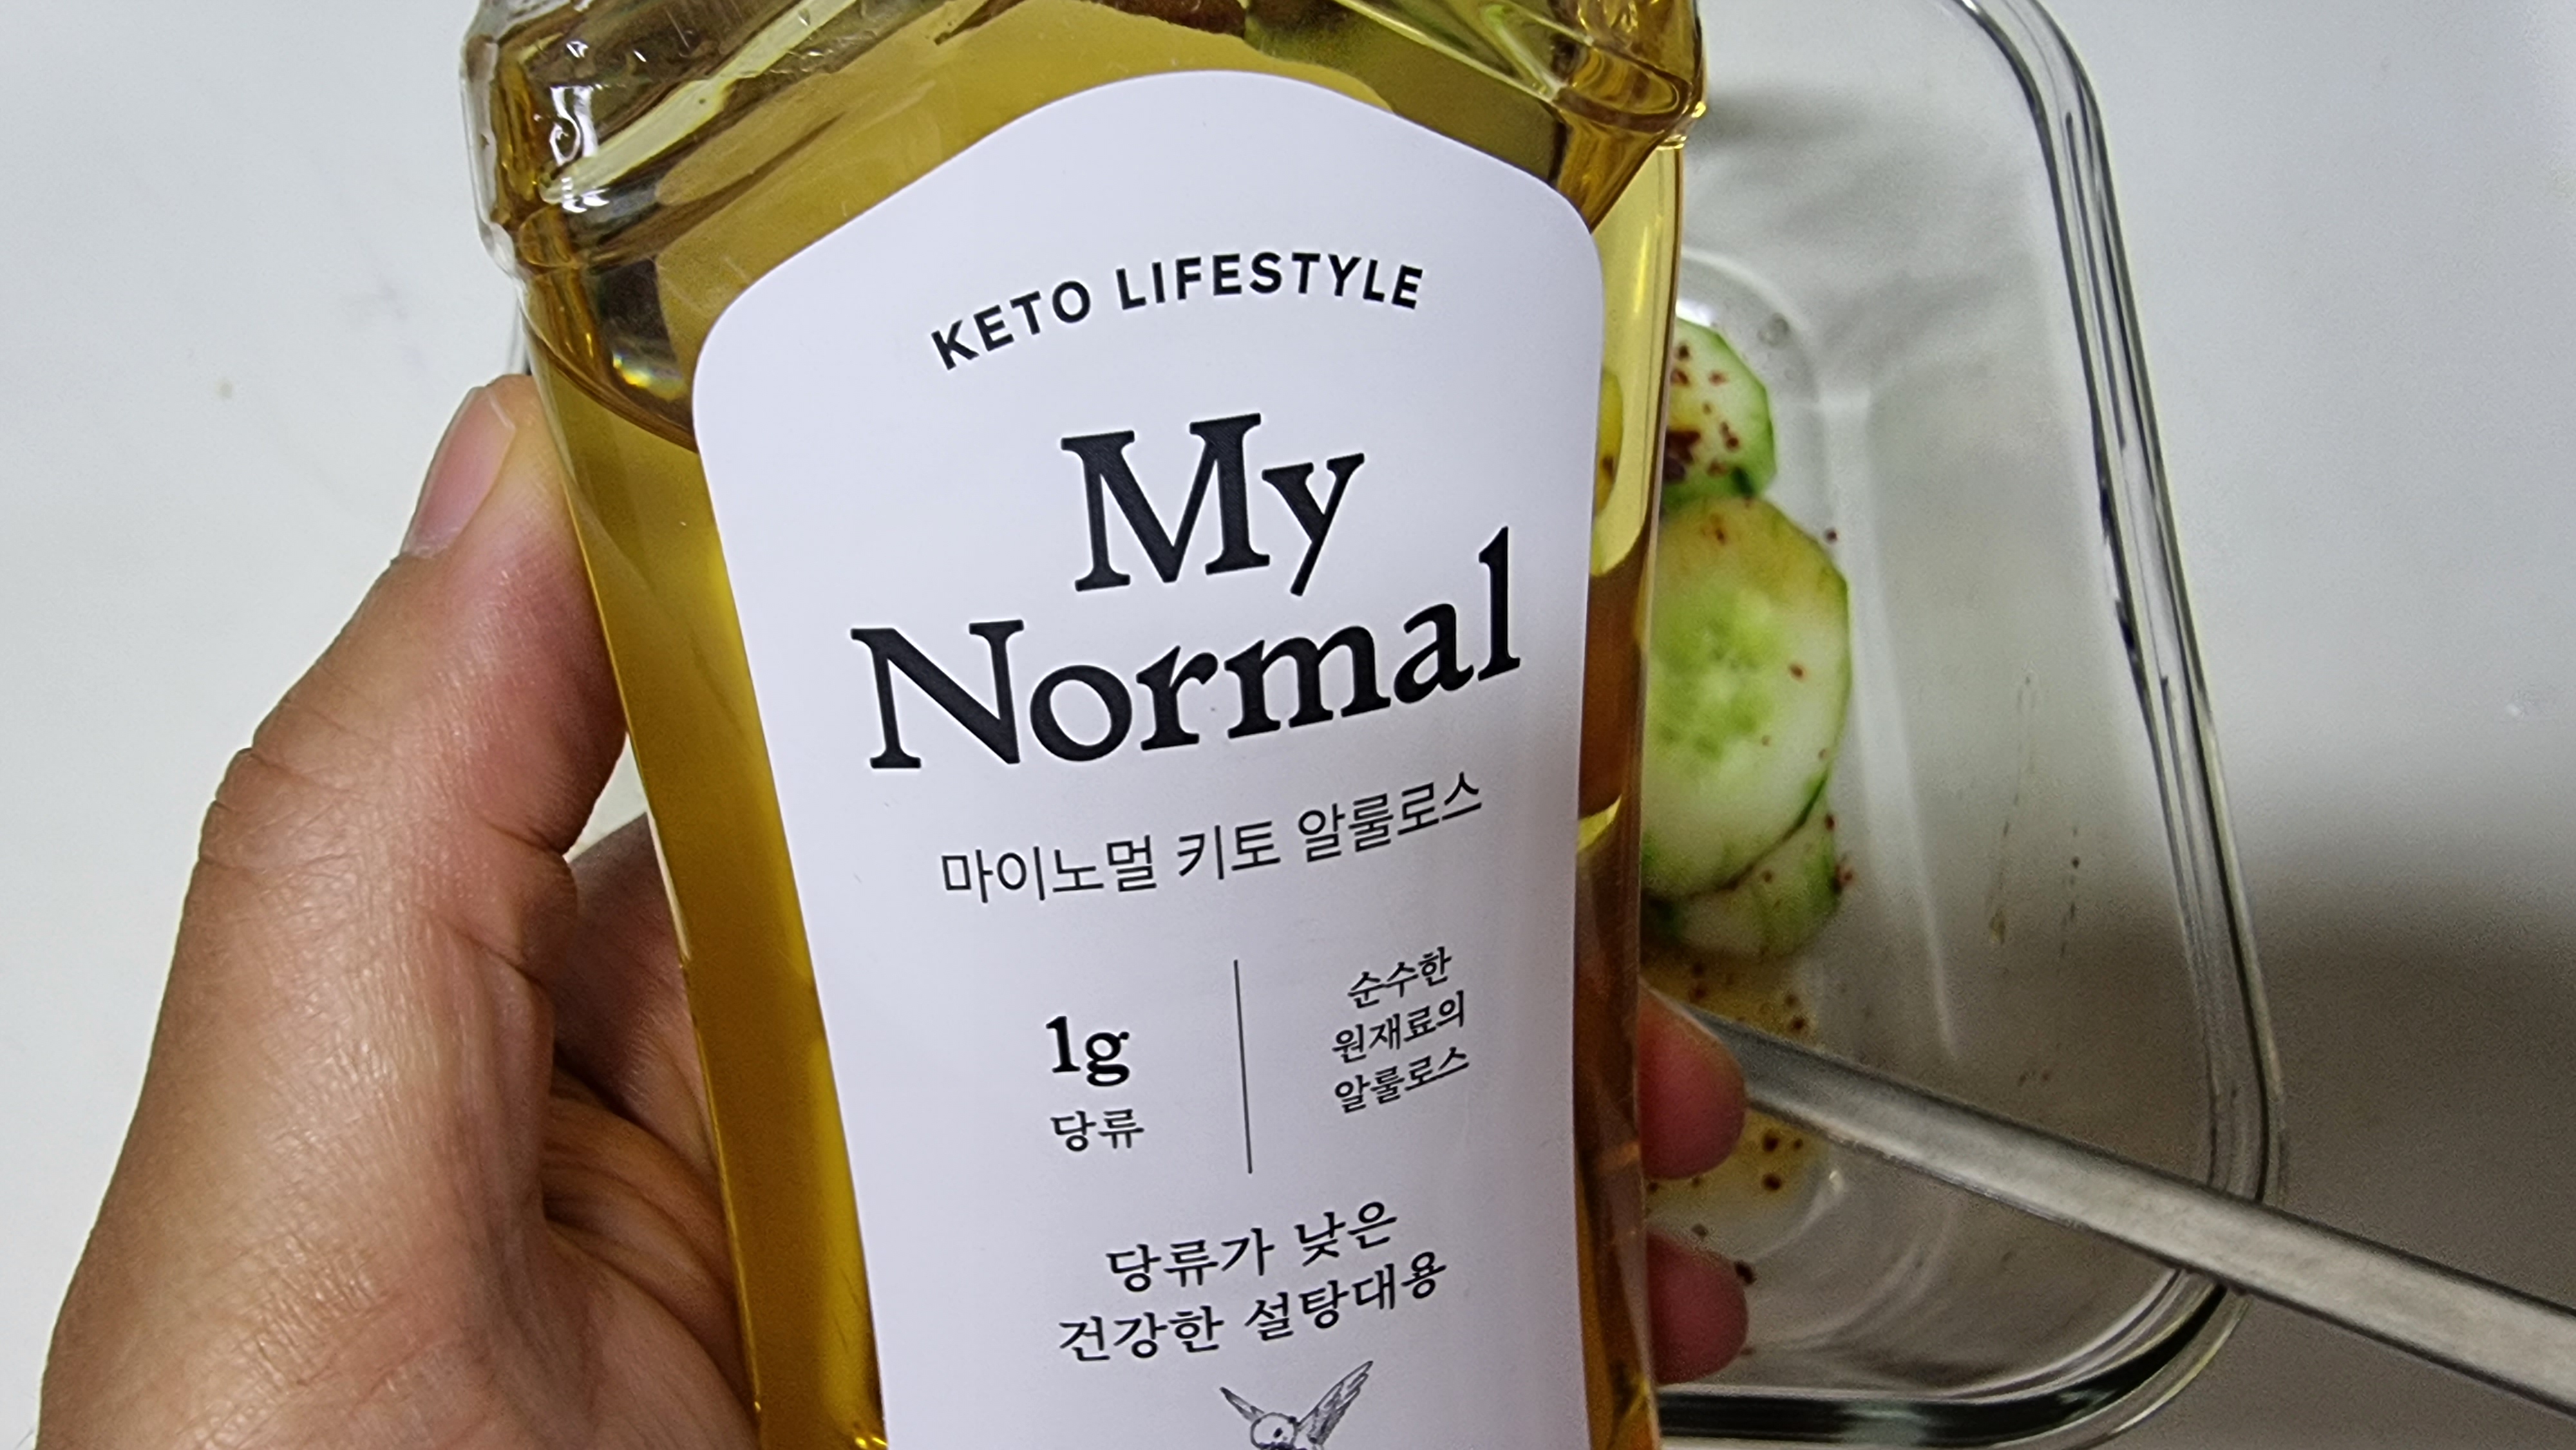 KETO LIFESTYLE
My
Normal
마이노멀 키토 알룰로스
1g
당류
순수한
원재료의
알룰로스
당류가 낮은
건강한 설탕대용